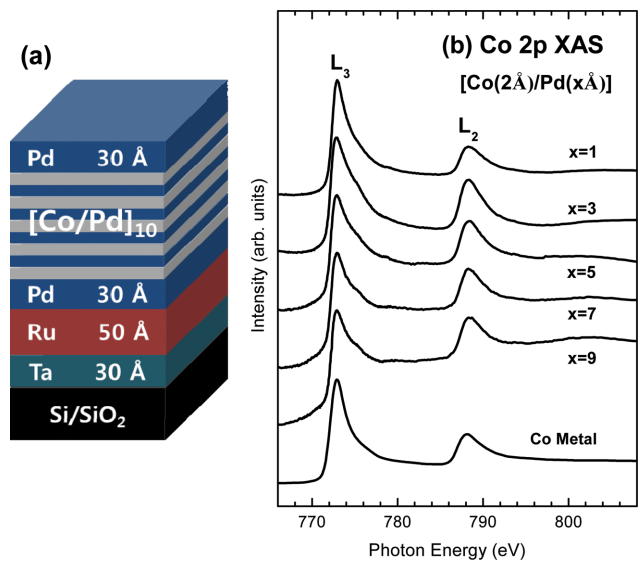 (a)
Pd 30 Å
[Co/Pd]10
Pd 30 Å
Ru 50 Å
Ta 30 Å
Si/SiO2
(b) Co 2p XAS
[Co(2Å)/Pd(xÅ)]
L3
L2
x=1
x=3
x=5
x=7
x=9
Co Metal
Intensity (arb. units)
770 780 790 800
Photon Energy (eV)